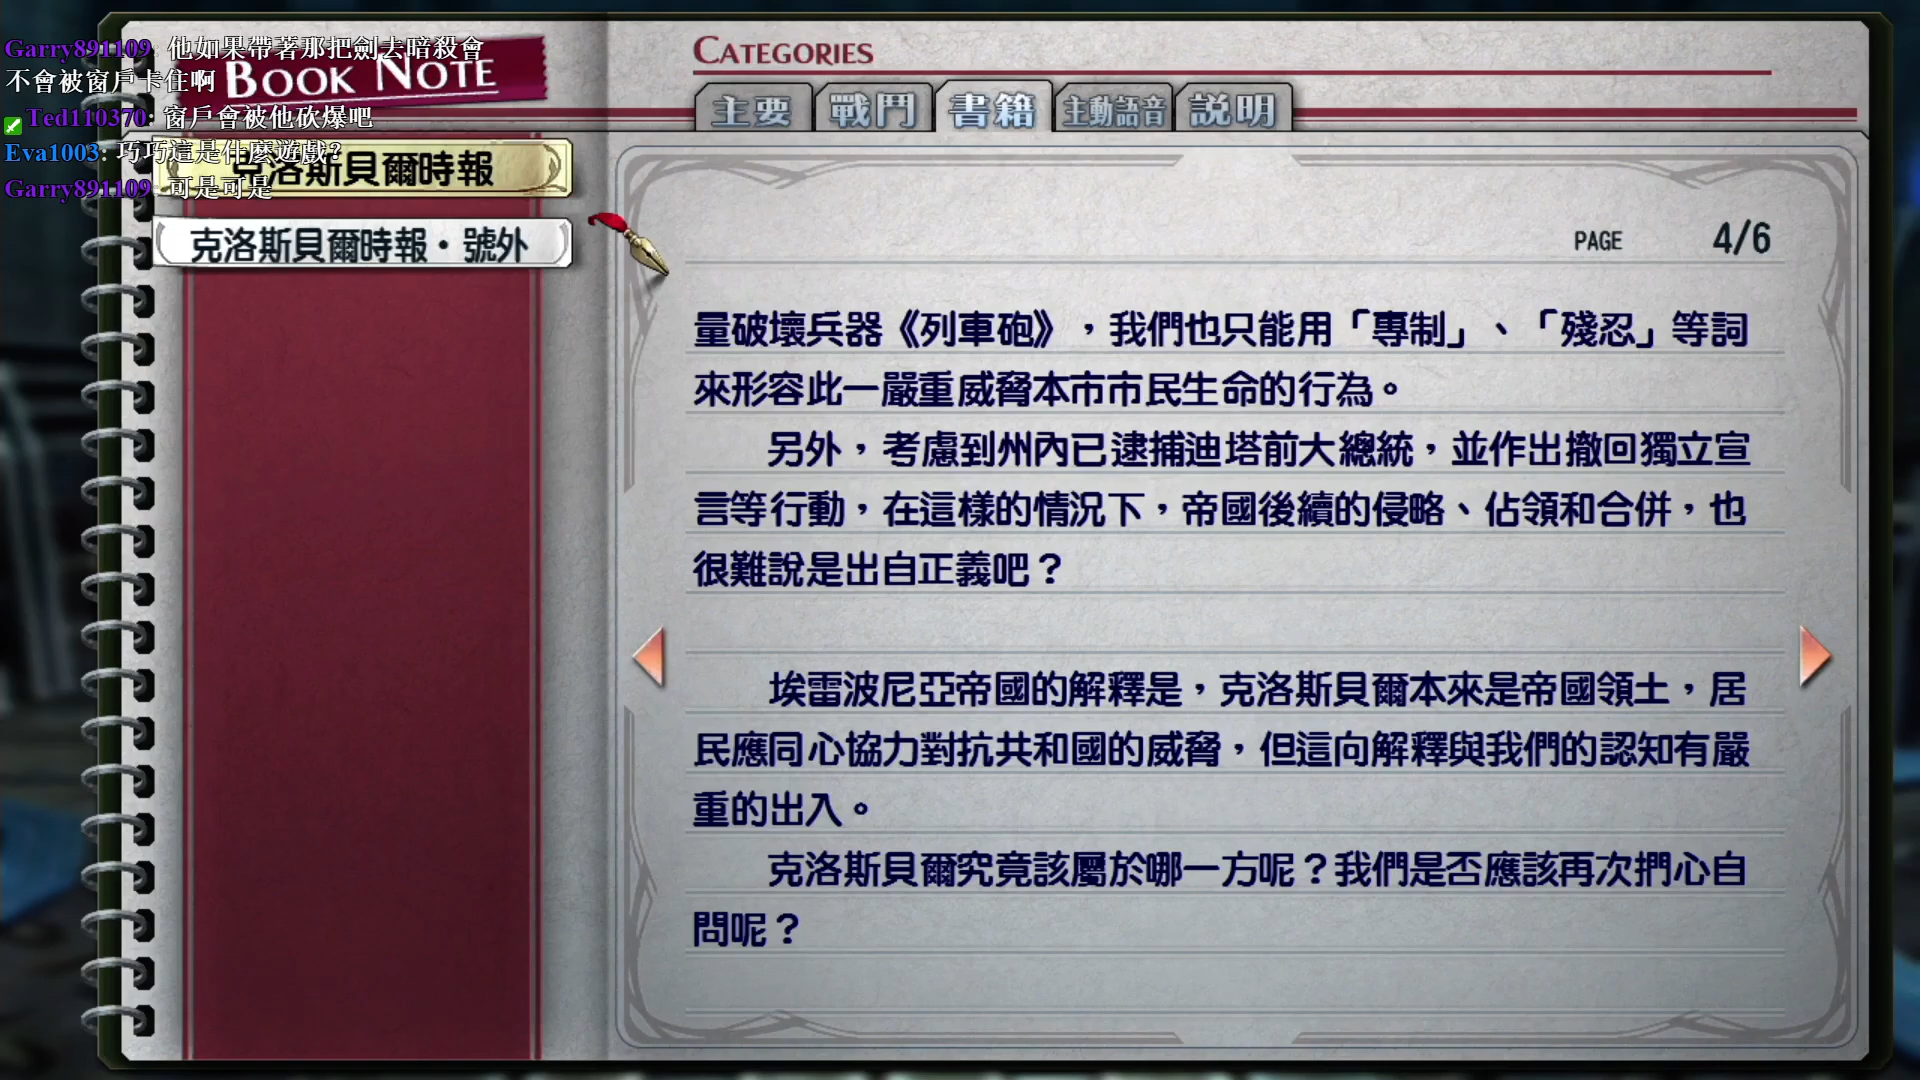 Garry891109: 他如果帶著那把劍去暗殺會
不會被窗戶卡住啊
Ted110370: 窗戶會被他砍爆吧
Eva1003: 巧巧這是什麼遊戲?
Garry891109: 可是可是
BOOK NOTE
克洛斯貝爾時報
克洛斯貝爾時報・號外
CATEGORIES
主要 戰鬥 書籍 主動語音 說明
PAGE 4/6
量破壞兵器《列車砲》，我們也只能用「專制」、「殘忍」等詞
來形容此一嚴重威脅本市市民生命的行為。
另外，考慮到州內已逮捕迪塔前大總統，並作出撤回獨立宣
言等行動，在這樣的情況下，帝國後續的侵略、佔領和合併，也
很難說是出自正義吧？
埃雷波尼亞帝國的解釋是，克洛斯貝爾本來是帝國領土，居
民應同心協力對抗共和國的威脅，但這向解釋與我們的認知有嚴
重的出入。
克洛斯貝爾究竟該屬於哪一方呢？我們是否應該再次捫心自
問呢？